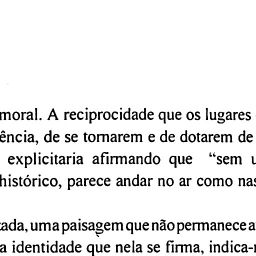 moral. A reciprocidade que os lugares
ência, de se tornarem e de dotarem de
explicitaria afirmando que "sem u
histórico, parece andar no ar como nas
ada, uma paisagem que não permanece a
a identidade que nela se firma, indica-